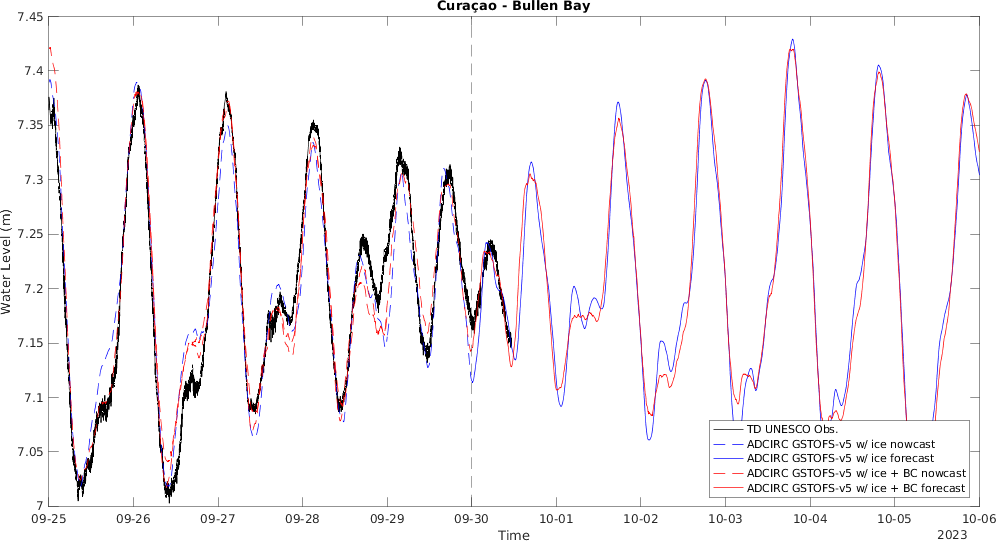 Curaçao - Bullen Bay
7.45
7.4
7.35
7.3
7.25
7.2
7.15
7.1
7.05
7
Water Level (m)
09-25 09-26 09-27 09-28 09-29 09-30 10-01 10-02 10-03 10-04 10-05 10-06
Time
2023
TD UNESCO Obs.
ADCIRC GSTOFS-v5 w/ ice nowcast
ADCIRC GSTOFS-v5 w/ ice forecast
ADCIRC GSTOFS-v5 w/ ice + BC nowcast
ADCIRC GSTOFS-v5 w/ ice + BC forecast